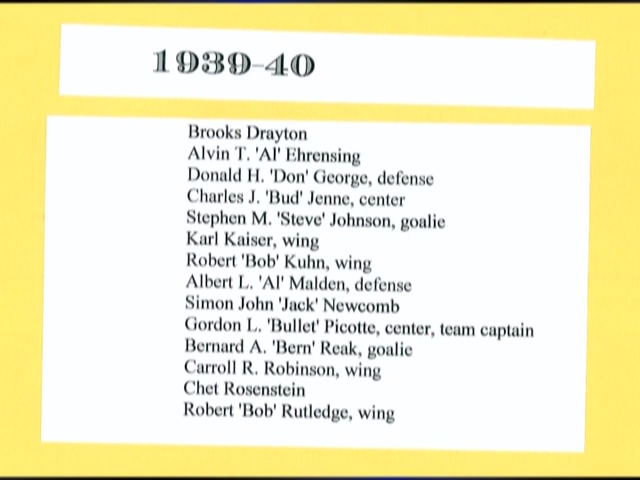 1939-40
Brooks Drayton
Alvin T. 'Al' Ehrensing
Donald H. 'Don' George, defense
Charles J. 'Bud' Jenne, center
Stephen M. 'Steve' Johnson, goalie
Karl Kaiser, wing
Robert 'Bob' Kuhn, wing
Albert L. 'Al' Malden, defense
Simon John 'Jack' Newcomb
Gordon L. 'Bullet' Picotte, center, team captain
Bernard A. 'Bern' Reak, goalie
Carroll R. Robinson, wing
Chet Rosenstein
Robert 'Bob' Rutledge, wing